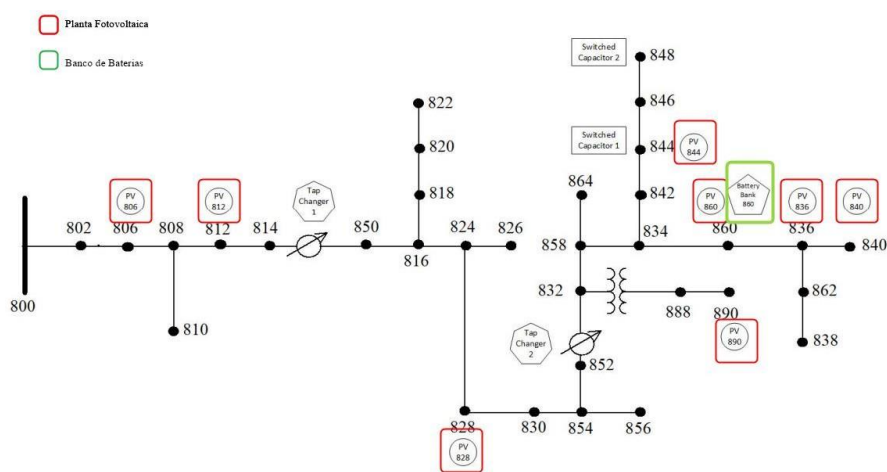 Planta Fotovoltaica
Banco de Baterias
Switched
Capacitor 2
848
822
846
820
Switched
Capacitor 1
844
PV
844
PV
806
PV
812
Tap
Changer
1
818
864
842
PV
860
Battery
Bank
860
PV
836
PV
840
802
806
808
812
814
850
816
824
826
858
834
860
836
840
800
832
888
890
862
810
Tap
Changer
2
852
PV
890
838
828
830
854
856
PV
828